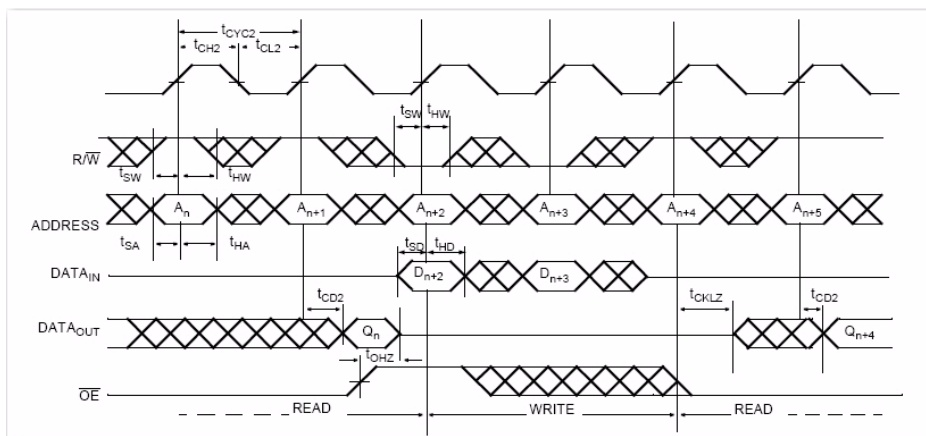 tCYC2
tCH2 tCL2
tSW tHW
R/W̅
tSW tHW
An An+1 An+2 An+3 An+4 An+5
ADDRESS
tSA tHA tSD tHD
DATAIN Dn+2 Dn+3
tCD2 tCKLZ tCD2
DATAOUT Qn Qn+4
tOHZ
O̅E̅
READ WRITE READ